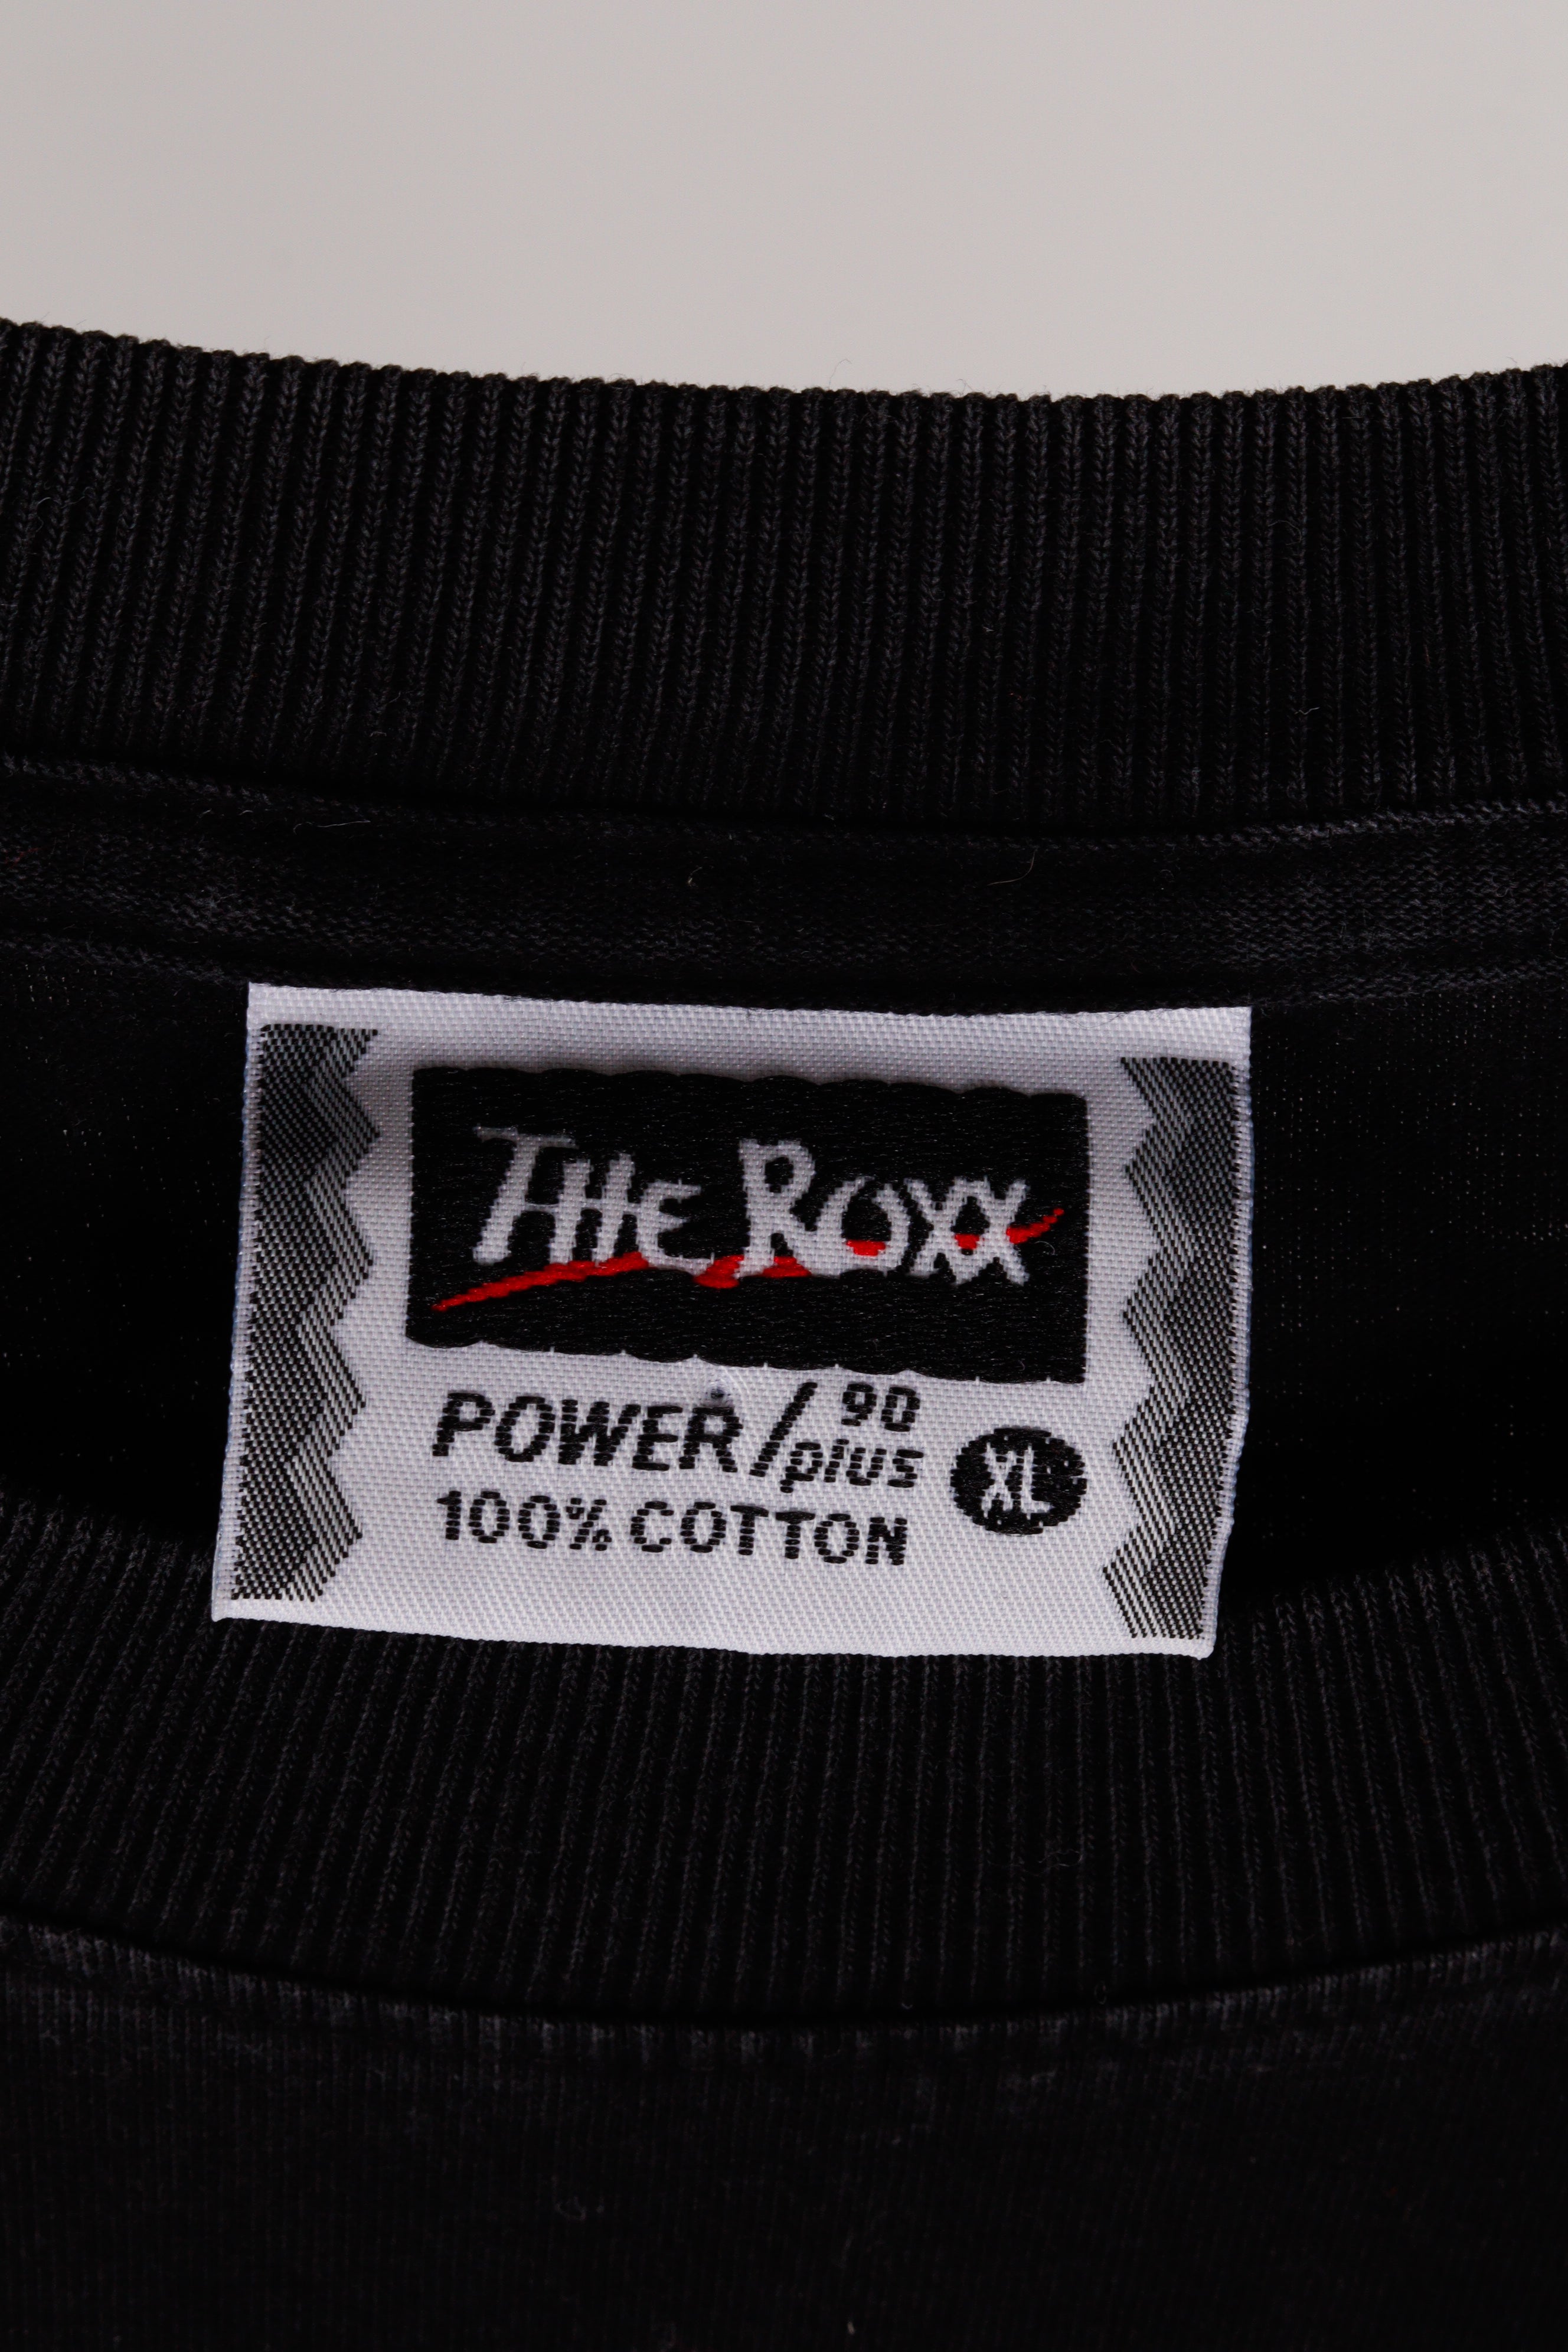 THE ROXX
POWER/90 plus
XL
100% COTTON